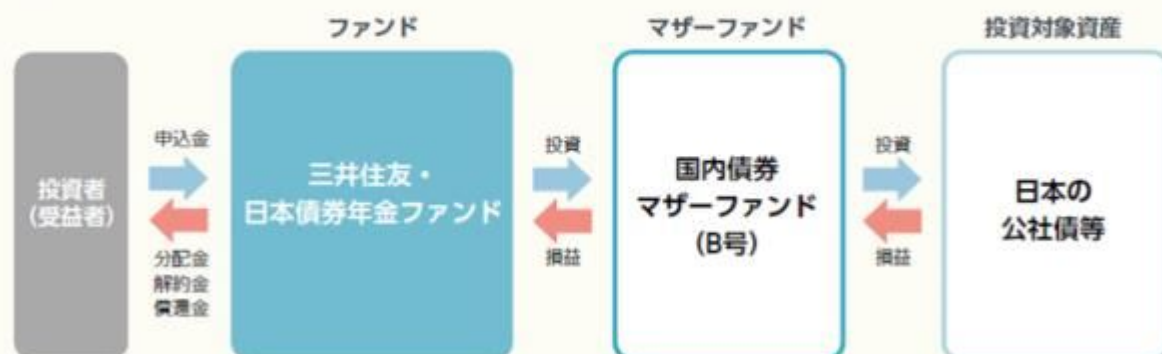 ファンド
マザーファンド
投資対象資産
投資者
(受益者)
申込金
分配金
解約金
償還金
三井住友・
日本債券年金ファンド
投資
損益
国内債券
マザーファンド
(B号)
投資
損益
日本の
公社債等